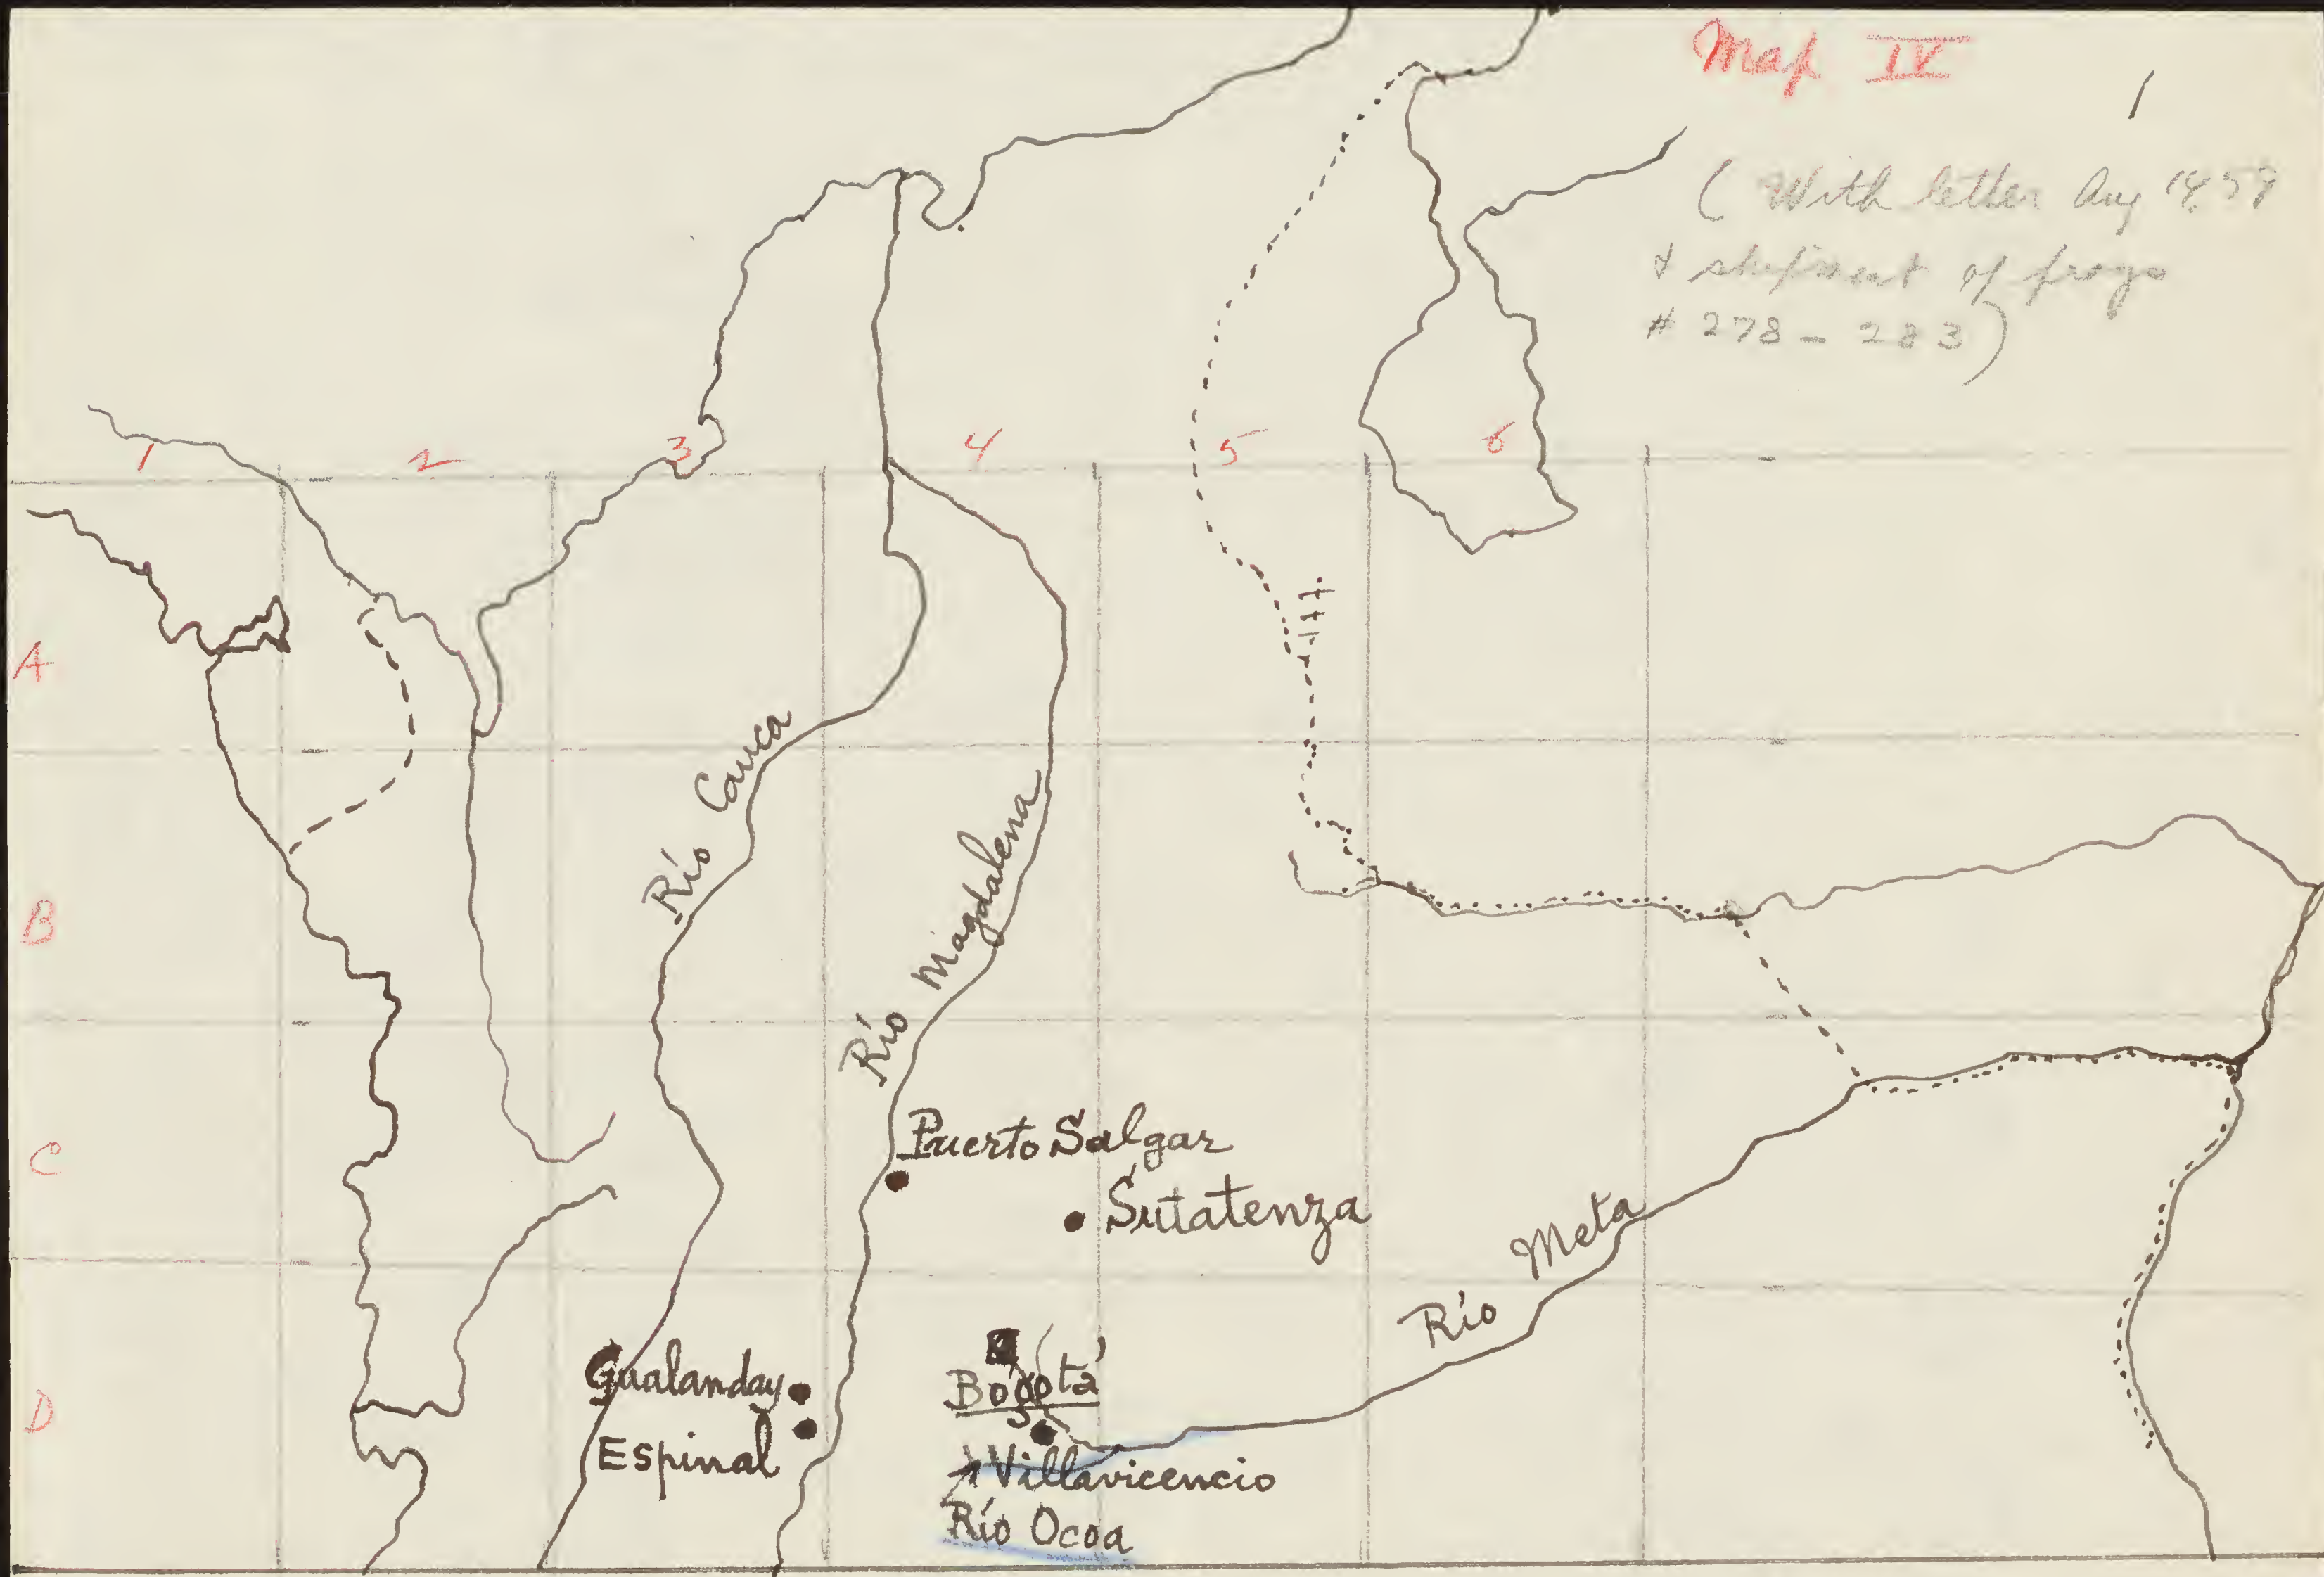 Map IV
1
( With letter Aug
& shipment of frogs
# 278 – 283)
1 2 3 4 5 6
A
Río Cauca
Río Magdalena
B
Puerto Salgar
C
Sutatenza
Río Meta
Gualanday
Bogotá
D
Espinal
Villavicencio
Río Ocoa